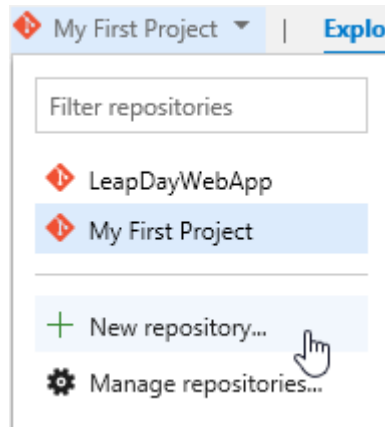 My First Project | Explo
Filter repositories
LeapDayWebApp
My First Project
New repository...
Manage repositories...